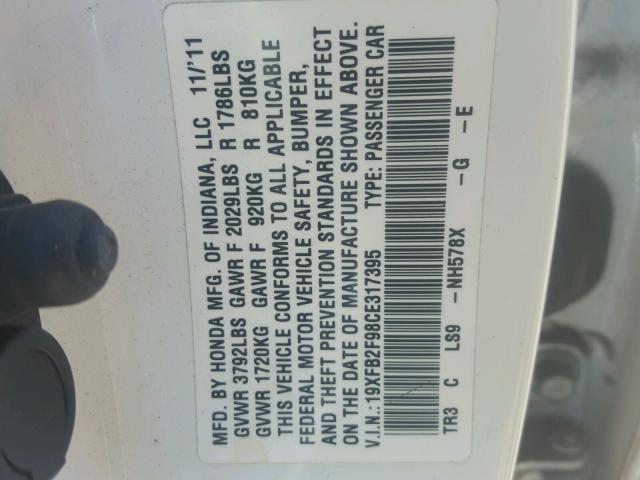 MFD. BY HONDA MFG. OF INDIANA, LLC 11/'11
GVWR 3792LBS GAWR F 2029LBS R 1786LBS
GVWR 1720KG GAWR F 920KG R 810KG
THIS VEHICLE CONFORMS TO ALL APPLICABLE
FEDERAL MOTOR VEHICLE SAFETY, BUMPER,
AND THEFT PREVENTION STANDARDS IN EFFECT
ON THE DATE OF MANUFACTURE SHOWN ABOVE.
V.I.N.:19XFB2F98CE317395 TYPE: PASSENGER CAR
TR3 C LS9 -NH578X -G -E